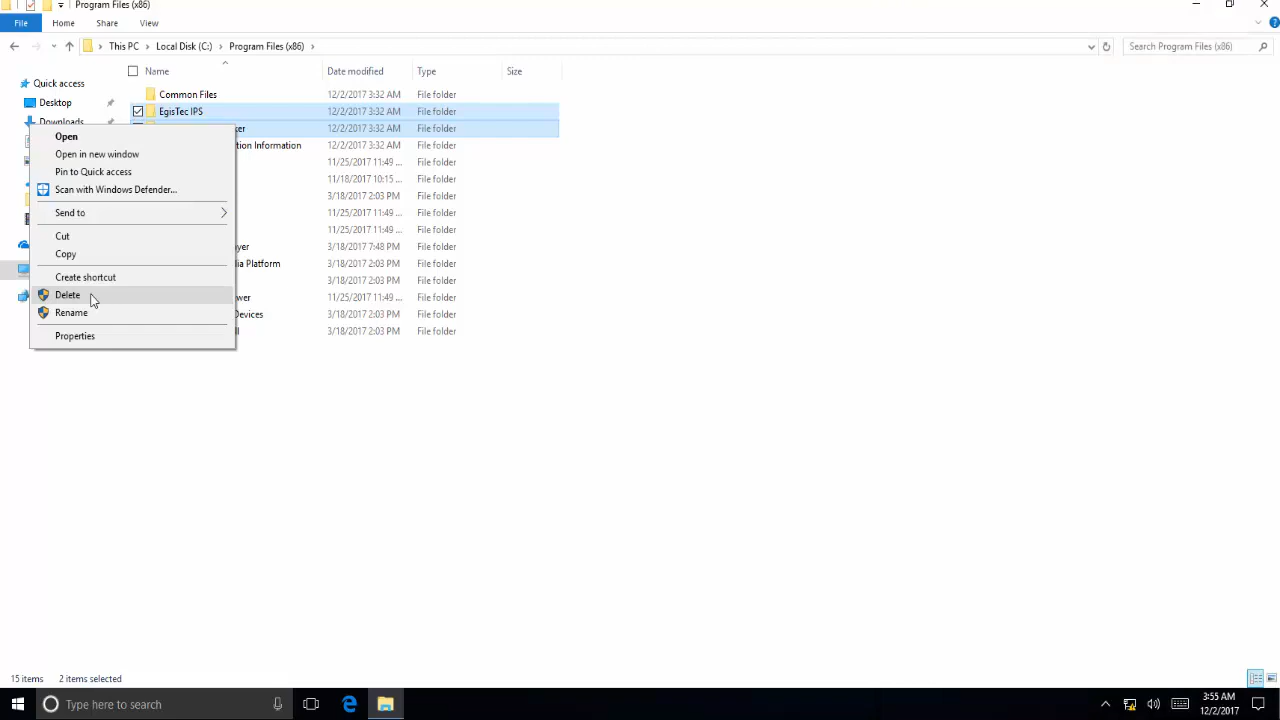 Program Files (x86)
File Home Share View
This PC Local Disk (C:) Program Files (x86)
Search Program Files (x86)
Name Date modified Type Size
Quick access
Desktop
Downloads
Common Files 12/2/2017 3:32 AM File folder
EgisTec IPS 12/2/2017 3:32 AM File folder
ker 12/2/2017 3:32 AM File folder
tion Information 12/2/2017 3:32 AM File folder
11/25/2017 11:49 ... File folder
11/18/2017 10:15 ... File folder
3/18/2017 2:03 PM File folder
11/25/2017 11:49 ... File folder
11/25/2017 11:49 ... File folder
yer 3/18/2017 7:48 PM File folder
dia Platform 3/18/2017 2:03 PM File folder
3/18/2017 2:03 PM File folder
wer 11/25/2017 11:49 ... File folder
Devices 3/18/2017 2:03 PM File folder
ll 3/18/2017 2:03 PM File folder
Open
Open in new window
Pin to Quick access
Scan with Windows Defender...
Send to
Cut
Copy
Create shortcut
Delete
Rename
Properties
15 items 2 items selected
Type here to search
3:55 AM
12/2/2017